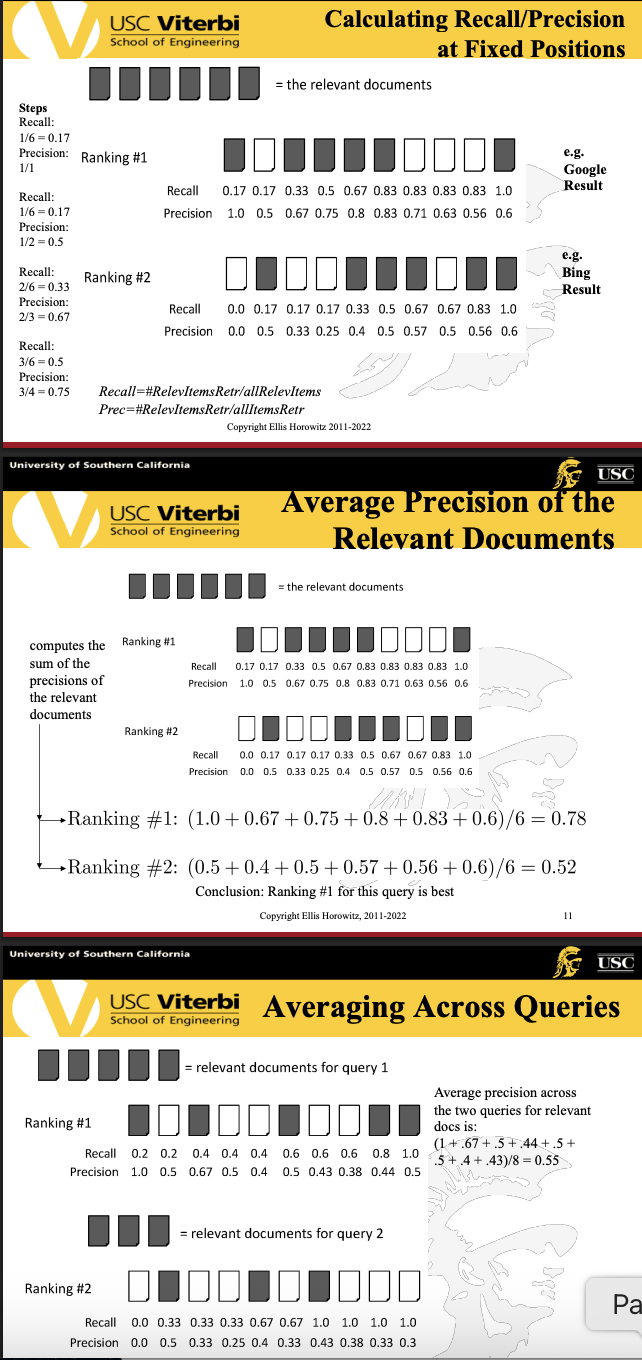 USC Viterbi
School of Engineering
Calculating Recall/Precision
at Fixed Positions
= the relevant documents
Steps
Recall:
1/6 = 0.17
Precision:
1/1
Recall:
1/6 = 0.17
Precision:
1/2 = 0.5
Recall:
2/6 = 0.33
Precision:
2/3 = 0.67
Recall:
3/6 = 0.5
Precision:
3/4 = 0.75
Ranking #1
Recall 0.17 0.17 0.33 0.5 0.67 0.83 0.83 0.83 0.83 1.0
Precision 1.0 0.5 0.67 0.75 0.8 0.83 0.71 0.63 0.56 0.6
e.g.
Google
Result
Ranking #2
Recall 0.0 0.17 0.17 0.17 0.33 0.5 0.67 0.67 0.83 1.0
Precision 0.0 0.5 0.33 0.25 0.4 0.5 0.57 0.5 0.56 0.6
e.g.
Bing
Result
Recall=#RelevItemsRetr/allRelevItems
Prec=#RelevItemsRetr/allItemsRetr
Copyright Ellis Horowitz 2011-2022
University of Southern California
USC
USC Viterbi
School of Engineering
Average Precision of the
Relevant Documents
= the relevant documents
computes the
sum of the
precisions of
the relevant
documents
Ranking #1
Recall 0.17 0.17 0.33 0.5 0.67 0.83 0.83 0.83 0.83 1.0
Precision 1.0 0.5 0.67 0.75 0.8 0.83 0.71 0.63 0.56 0.6
Ranking #2
Recall 0.0 0.17 0.17 0.17 0.33 0.5 0.67 0.67 0.83 1.0
Precision 0.0 0.5 0.33 0.25 0.4 0.5 0.57 0.5 0.56 0.6
Ranking #1: (1.0 + 0.67 + 0.75 + 0.8 + 0.83 + 0.6)/6 = 0.78
Ranking #2: (0.5 + 0.4 + 0.5 + 0.57 + 0.56 + 0.6)/6 = 0.52
Conclusion: Ranking #1 for this query is best
Copyright Ellis Horowitz, 2011-2022
11
University of Southern California
USC
USC Viterbi
School of Engineering
Averaging Across Queries
= relevant documents for query 1
Ranking #1
Recall 0.2 0.2 0.4 0.4 0.4 0.6 0.6 0.6 0.8 1.0
Precision 1.0 0.5 0.67 0.5 0.4 0.5 0.43 0.38 0.44 0.5
Average precision across
the two queries for relevant
docs is:
(1 + .67 + .5 + .44 + .5 +
.5 + .4 + .43)/8 = 0.55
= relevant documents for query 2
Ranking #2
Recall 0.0 0.33 0.33 0.33 0.67 0.67 1.0 1.0 1.0 1.0
Precision 0.0 0.5 0.33 0.25 0.4 0.33 0.43 0.38 0.33 0.3
Pa